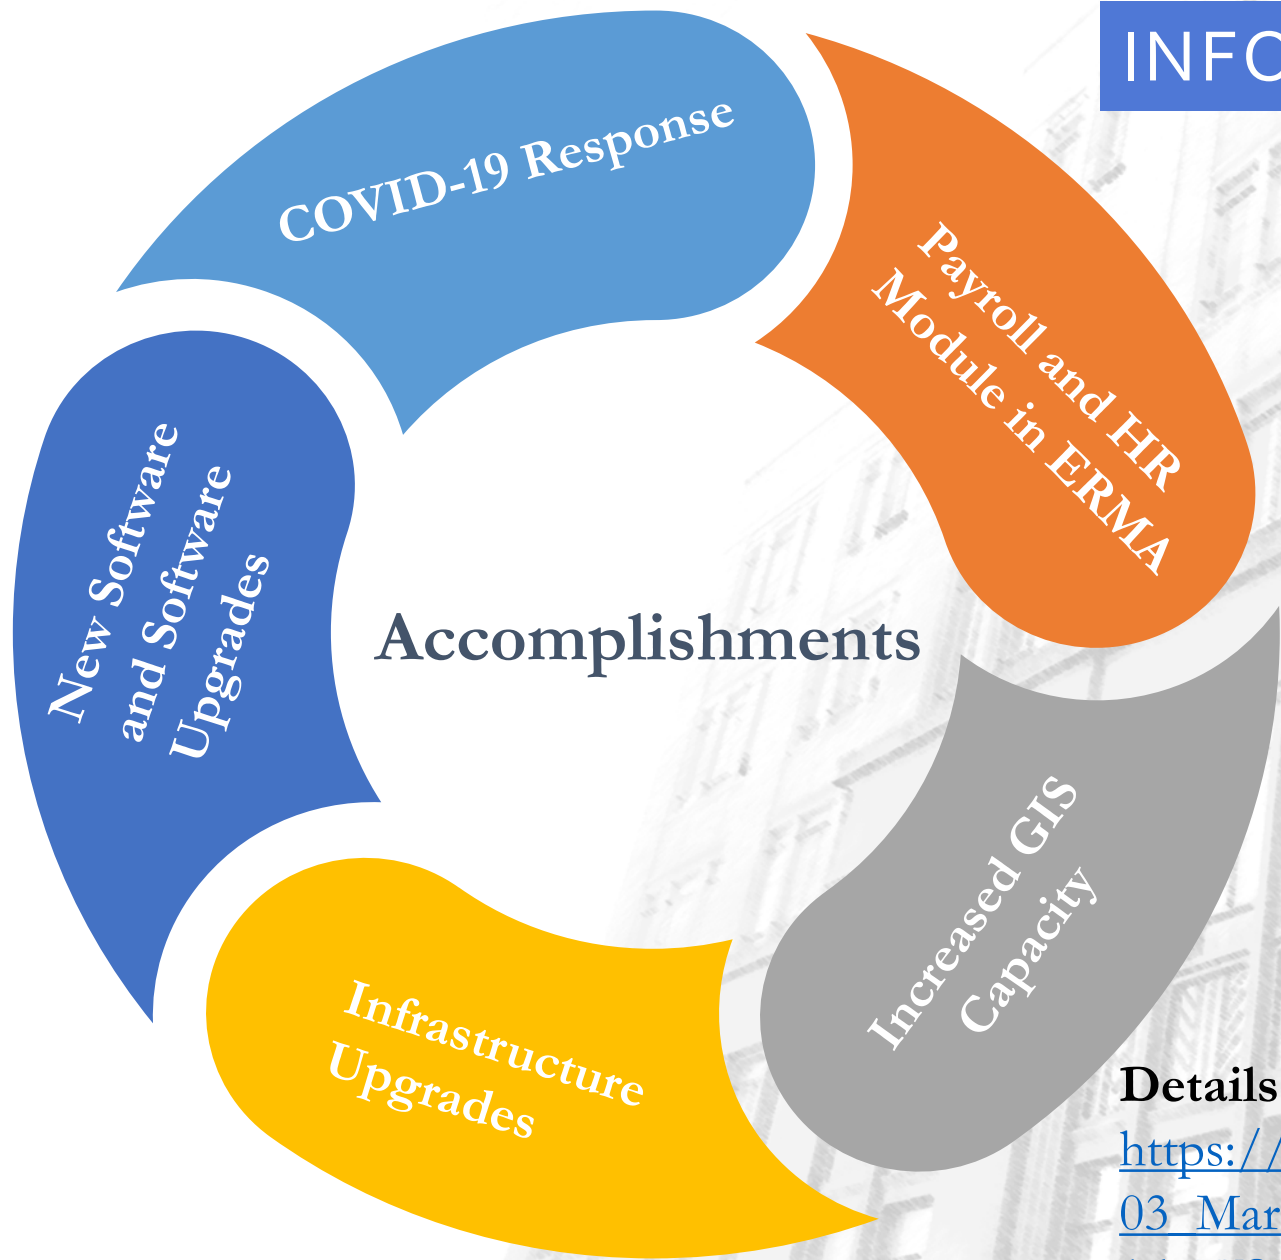 INFO
COVID-19 Response
Payroll and HR
Module in ERMA
New Software
and Software
Upgrades
Accomplishments
Increased GIS
Capacity
Infrastructure
Upgrades
Details
https://
03_Mar